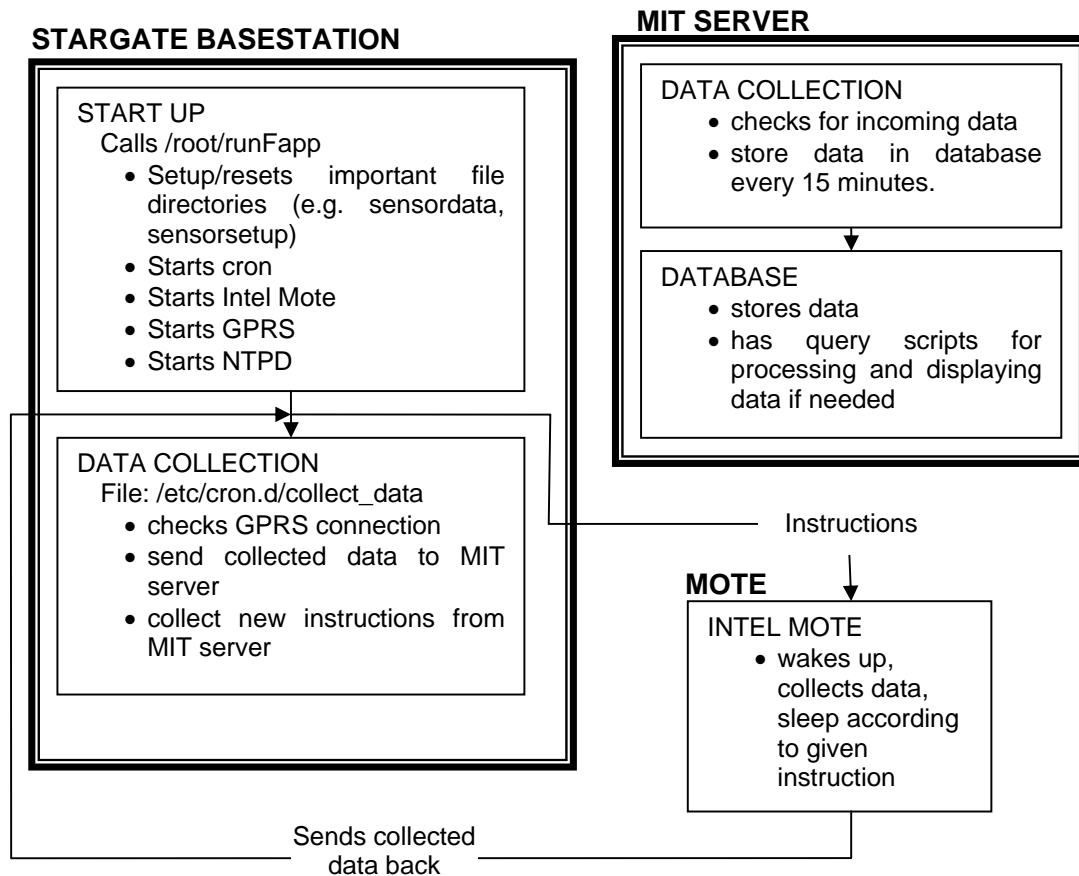 STARGATE BASESTATION
START UP
Calls /root/runFapp
• Setup/resets important file
directories (e.g. sensordata,
sensorsetup)
• Starts cron
• Starts Intel Mote
• Starts GPRS
• Starts NTPD
DATA COLLECTION
File: /etc/cron.d/collect_data
• checks GPRS connection
• send collected data to MIT
server
• collect new instructions from
MIT server
MIT SERVER
DATA COLLECTION
• checks for incoming data
• store data in database
every 15 minutes.
DATABASE
• stores data
• has query scripts for
processing and displaying
data if needed
Instructions
MOTE
INTEL MOTE
• wakes up,
collects data,
sleep according
to given
instruction
Sends collected
data back